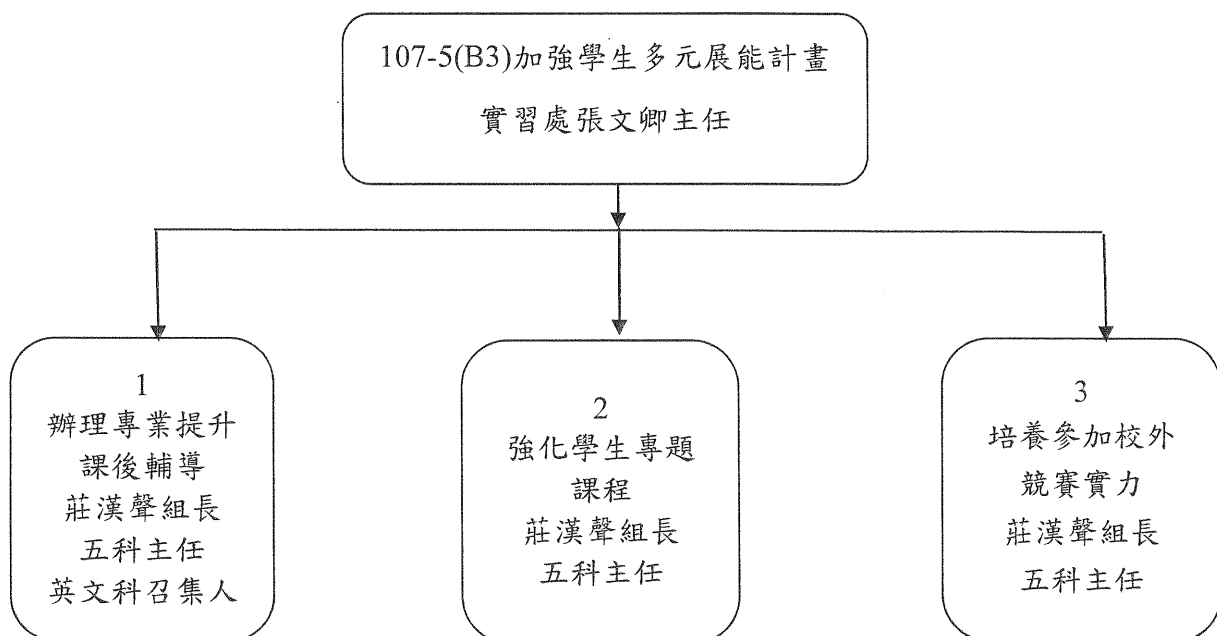 107-5(B3)加強學生多元展能計畫
實習處張文卿主任
1
辦理專業提升
課後輔導
莊漢聲組長
五科主任
英文科召集人
2
強化學生專題
課程
莊漢聲組長
五科主任
3
培養參加校外
競賽實力
莊漢聲組長
五科主任